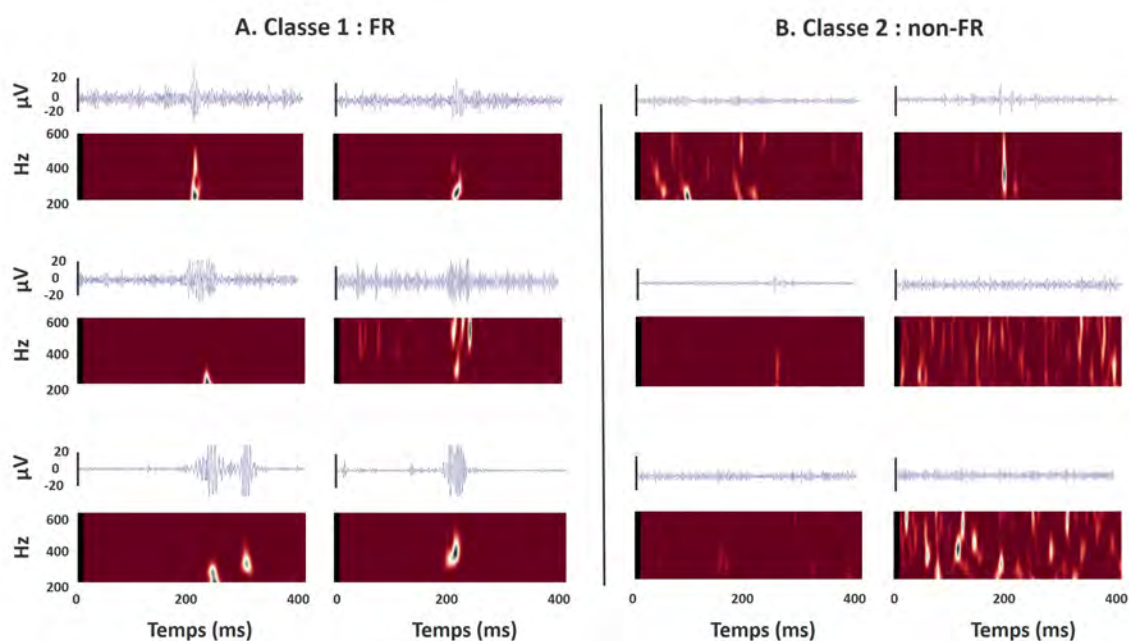 A. Classe 1 : FR
B. Classe 2 : non-FR
µV
20
0
-20
Hz
600
400
200
µV
20
0
-20
Hz
600
400
200
µV
20
0
-20
Hz
600
400
200
0 200 400 0 200 400 0 200 400 0 200 400
Temps (ms) Temps (ms) Temps (ms) Temps (ms)